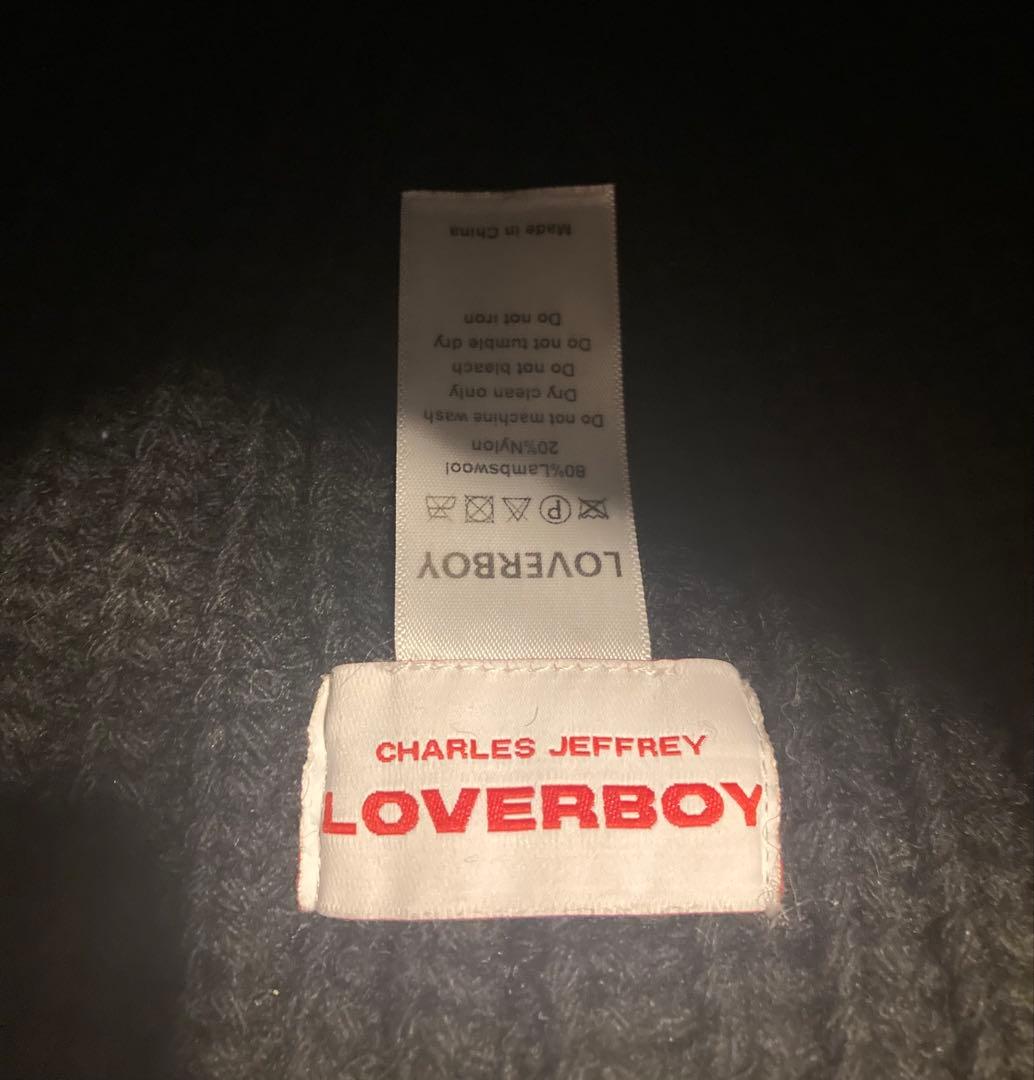 Made in China
Do not iron
Do not tumble dry
Do not bleach
Dry clean only
Do not machine wash
20%Nylon
80%Lambswool
P
LOVERBOY
CHARLES JEFFREY
LOVERBOY